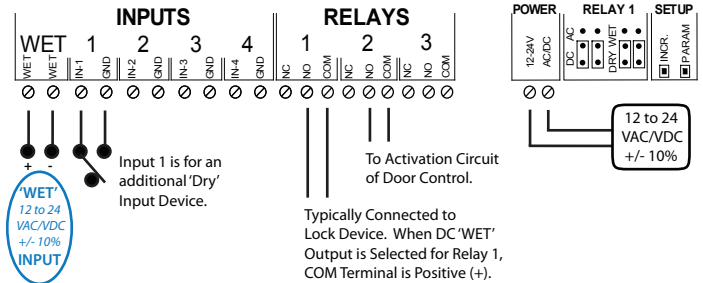 INPUTS
RELAYS
POWER
RELAY 1
SETUP
WET 1 2 3 4
1 2 3
WET
WET
IN-1
GND
IN-2
GND
IN-3
GND
IN-4
GND
NC
NO
COM
NC
NO
COM
NC
NO
COM
12-24V
AC/DC
DC AC
DRY WET
INCR.
PARAM
+ -
'WET'
12 to 24
VAC/VDC
+/- 10%
INPUT
Input 1 is for an
additional 'Dry'
Input Device.
To Activation Circuit
of Door Control.
Typically Connected to
Lock Device. When DC 'WET'
Output is Selected for Relay 1,
COM Terminal is Positive (+).
12 to 24
VAC/VDC
+/- 10%